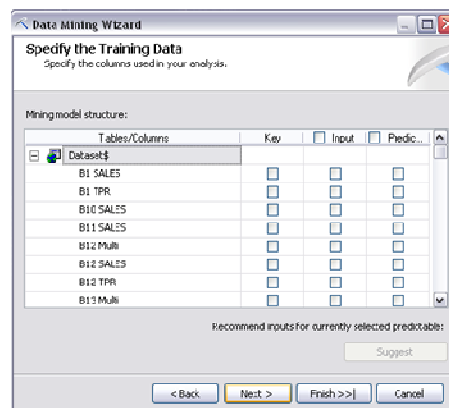 Data Mining Wizard
Specify the Training Data
Specify the columns used in your analysis.
Mining model structure:
Tables/Columns Key Input Predic...
Dataset$
B1 SALES
B1 TPR
B10 SALES
B11 SALES
B12 Multi
B12 SALES
B12 TPR
B13 Multi
Recommend inputs for currently selected predictable:
Suggest
< Back Next > Finish >>| Cancel